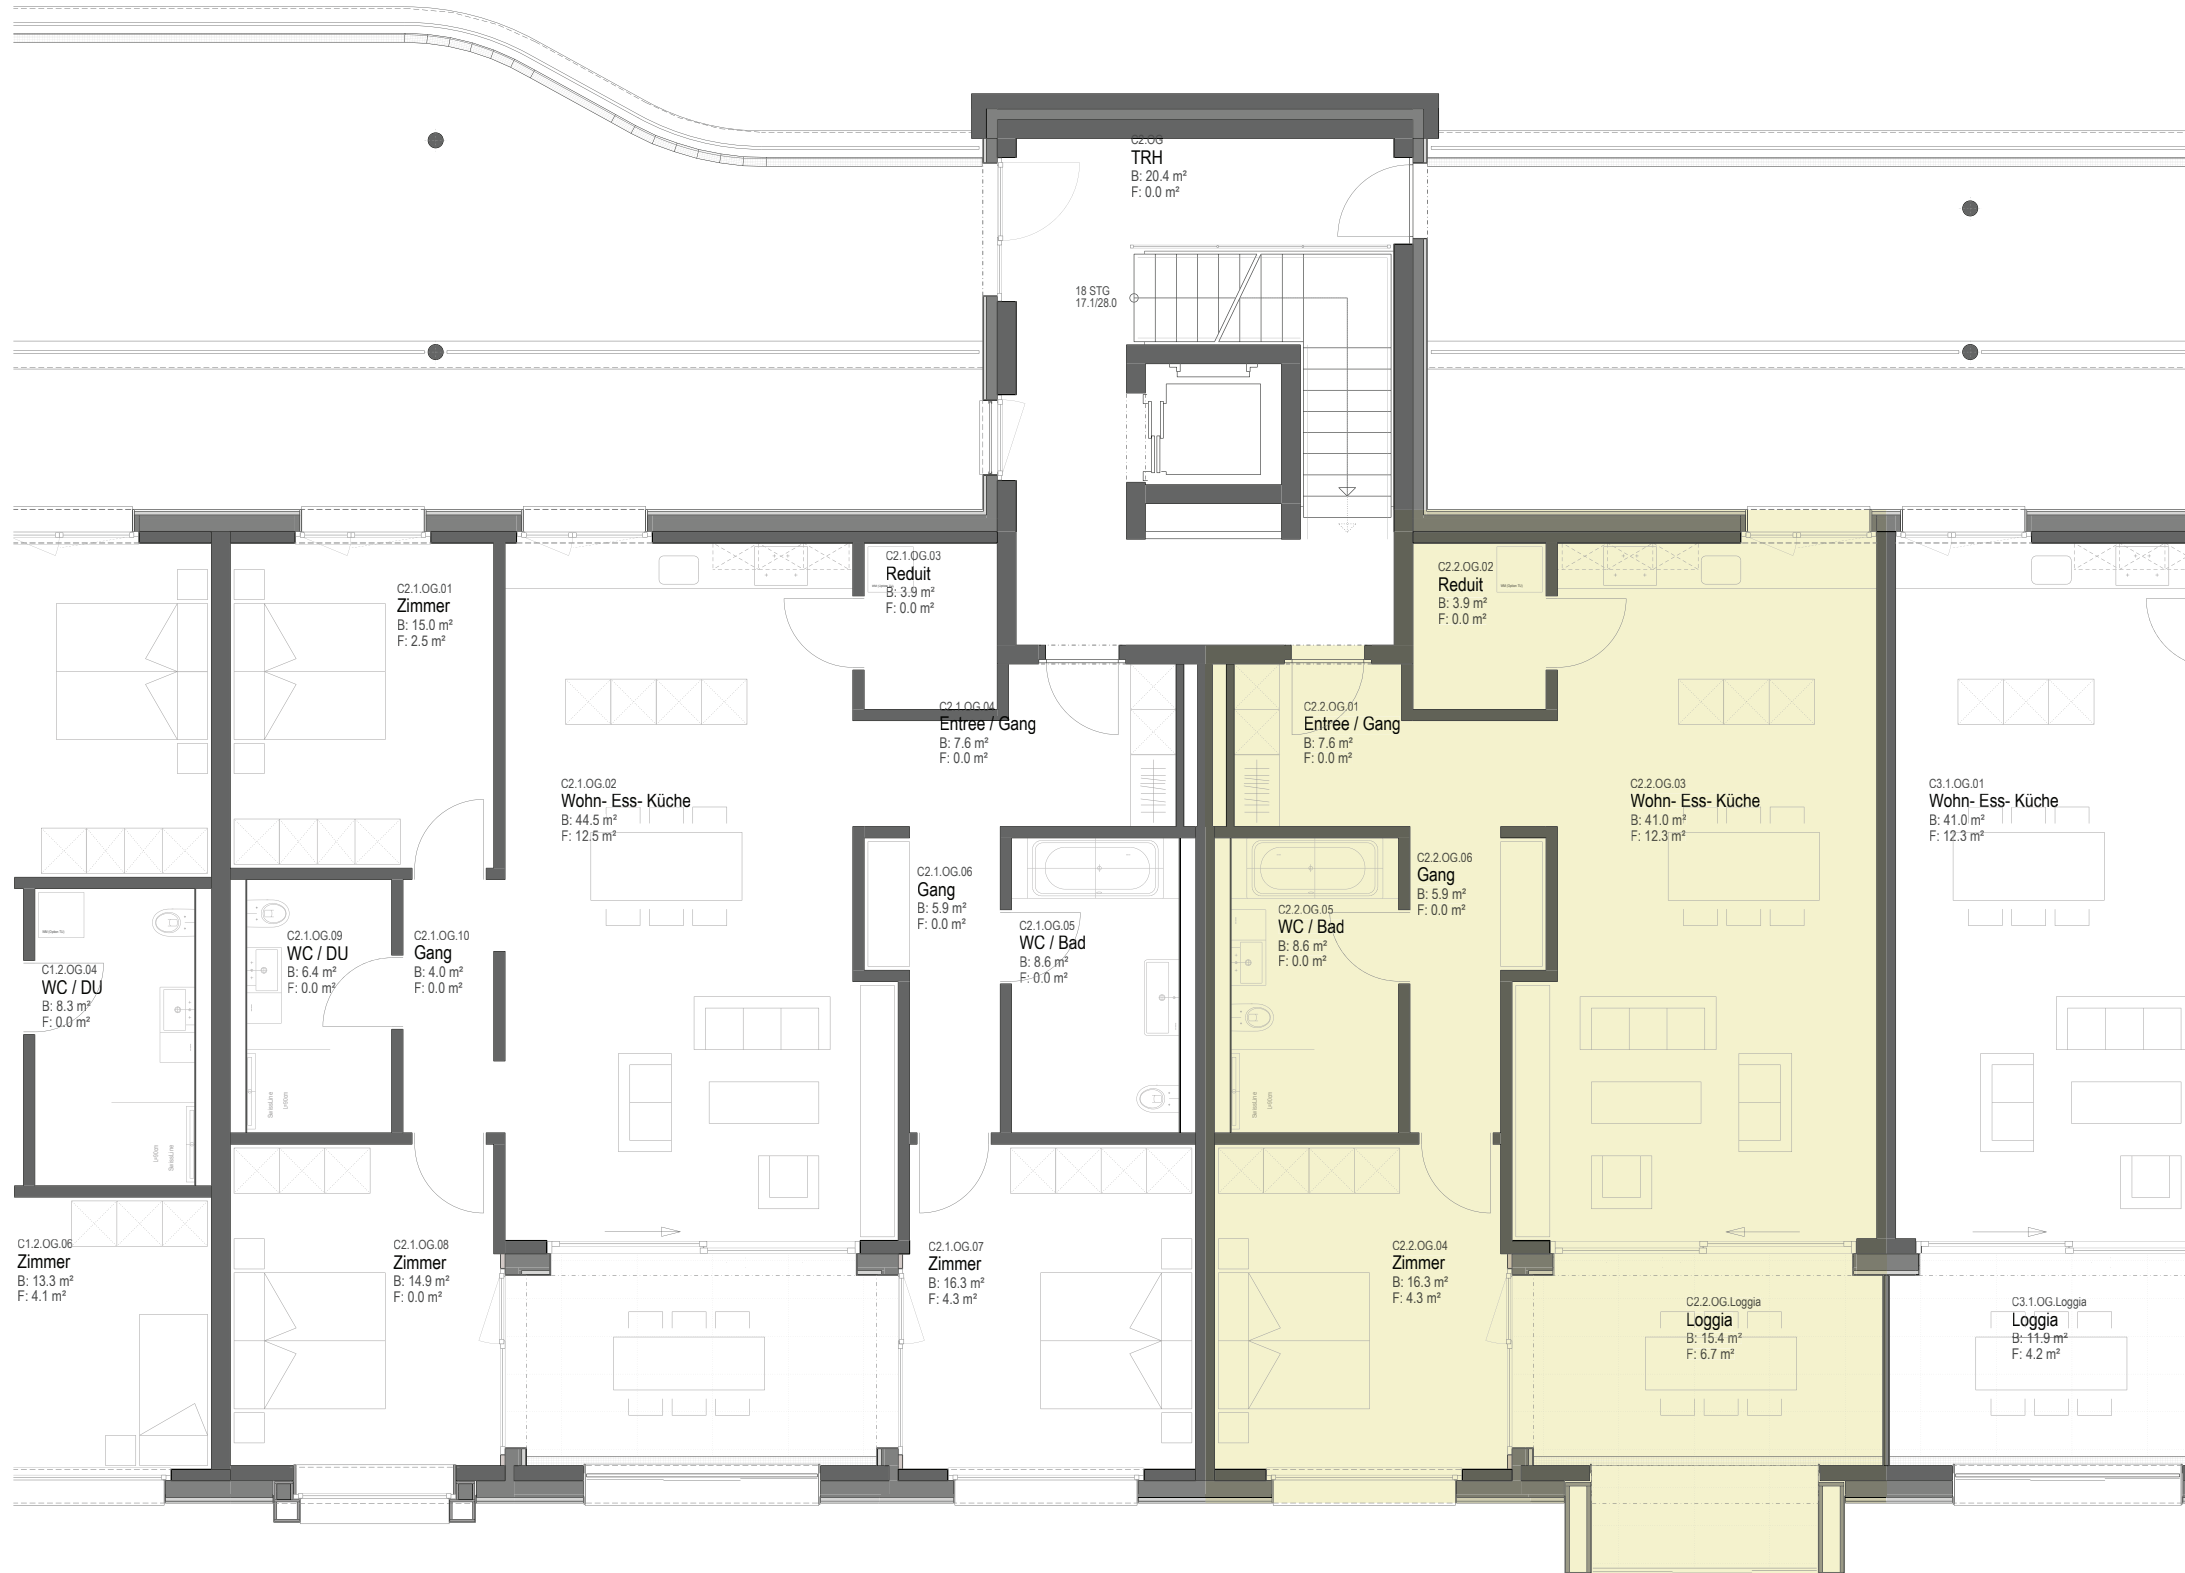 C2.OG
TRH
B: 20.4 m²
F: 0.0 m²
18 STG
17.1/28.0
C2.1.OG.03
Reduit
B: 3.9 m²
F: 0.0 m²
C2.2.OG.02
Reduit
B: 3.9 m²
F: 0.0 m²
C2.1.OG.01
Zimmer
B: 15.0 m²
F: 2.5 m²
C2.1.OG.04
Entree / Gang
B: 7.6 m²
F: 0.0 m²
C2.2.OG.01
Entree / Gang
B: 7.6 m²
F: 0.0 m²
C2.1.OG.02
Wohn- Ess- Küche
B: 44.5 m²
F: 12.5 m²
C2.2.OG.03
Wohn- Ess- Küche
B: 41.0 m²
F: 12.3 m²
C3.1.OG.01
Wohn- Ess- Küche
B: 41.0 m²
F: 12.3 m²
C2.1.OG.06
Gang
B: 5.9 m²
F: 0.0 m²
C2.2.OG.06
Gang
B: 5.9 m²
F: 0.0 m²
C2.1.OG.05
WC / Bad
B: 8.6 m²
F: 0.0 m²
C2.2.OG.05
WC / Bad
B: 8.6 m²
F: 0.0 m²
C1.2.OG.04
WC / DU
B: 8.3 m²
F: 0.0 m²
C2.1.OG.09
WC / DU
B: 6.4 m²
F: 0.0 m²
C2.1.OG.10
Gang
B: 4.0 m²
F: 0.0 m²
SwissLine
L=90cm
SwissLine
L=90cm
L=90cm
SwissLine
C1.2.OG.06
Zimmer
B: 13.3 m²
F: 4.1 m²
C2.1.OG.08
Zimmer
B: 14.9 m²
F: 0.0 m²
C2.1.OG.07
Zimmer
B: 16.3 m²
F: 4.3 m²
C2.2.OG.04
Zimmer
B: 16.3 m²
F: 4.3 m²
C2.2.OG.Loggia
Loggia
B: 15.4 m²
F: 6.7 m²
C3.1.OG.Loggia
Loggia
B: 11.9 m²
F: 4.2 m²